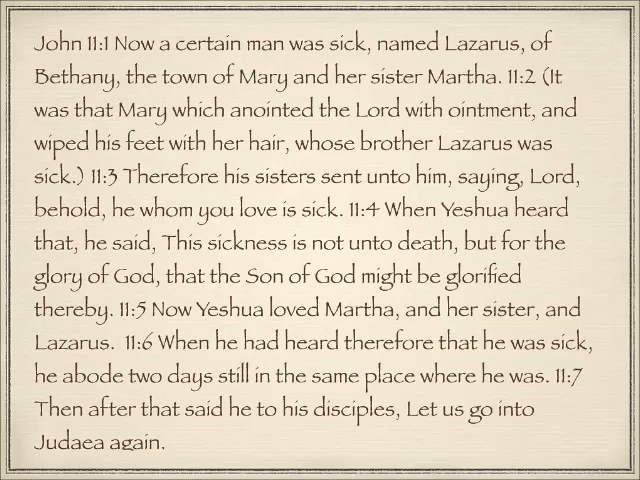 John 11:1 Now a certain man was sick, named Lazarus, of
Bethany, the town of Mary and her sister Martha. 11:2 (It
was that Mary which anointed the Lord with ointment, and
wiped his feet with her hair, whose brother Lazarus was
sick.) 11:3 Therefore his sisters sent unto him, saying, Lord,
behold, he whom you love is sick. 11:4 When Yeshua heard
that, he said, This sickness is not unto death, but for the
glory of God, that the Son of God might be glorified
thereby. 11:5 Now Yeshua loved Martha, and her sister, and
Lazarus. 11:6 When he had heard therefore that he was sick,
he abode two days still in the same place where he was. 11:7
Then after that said he to his disciples, Let us go into
Judaea again.